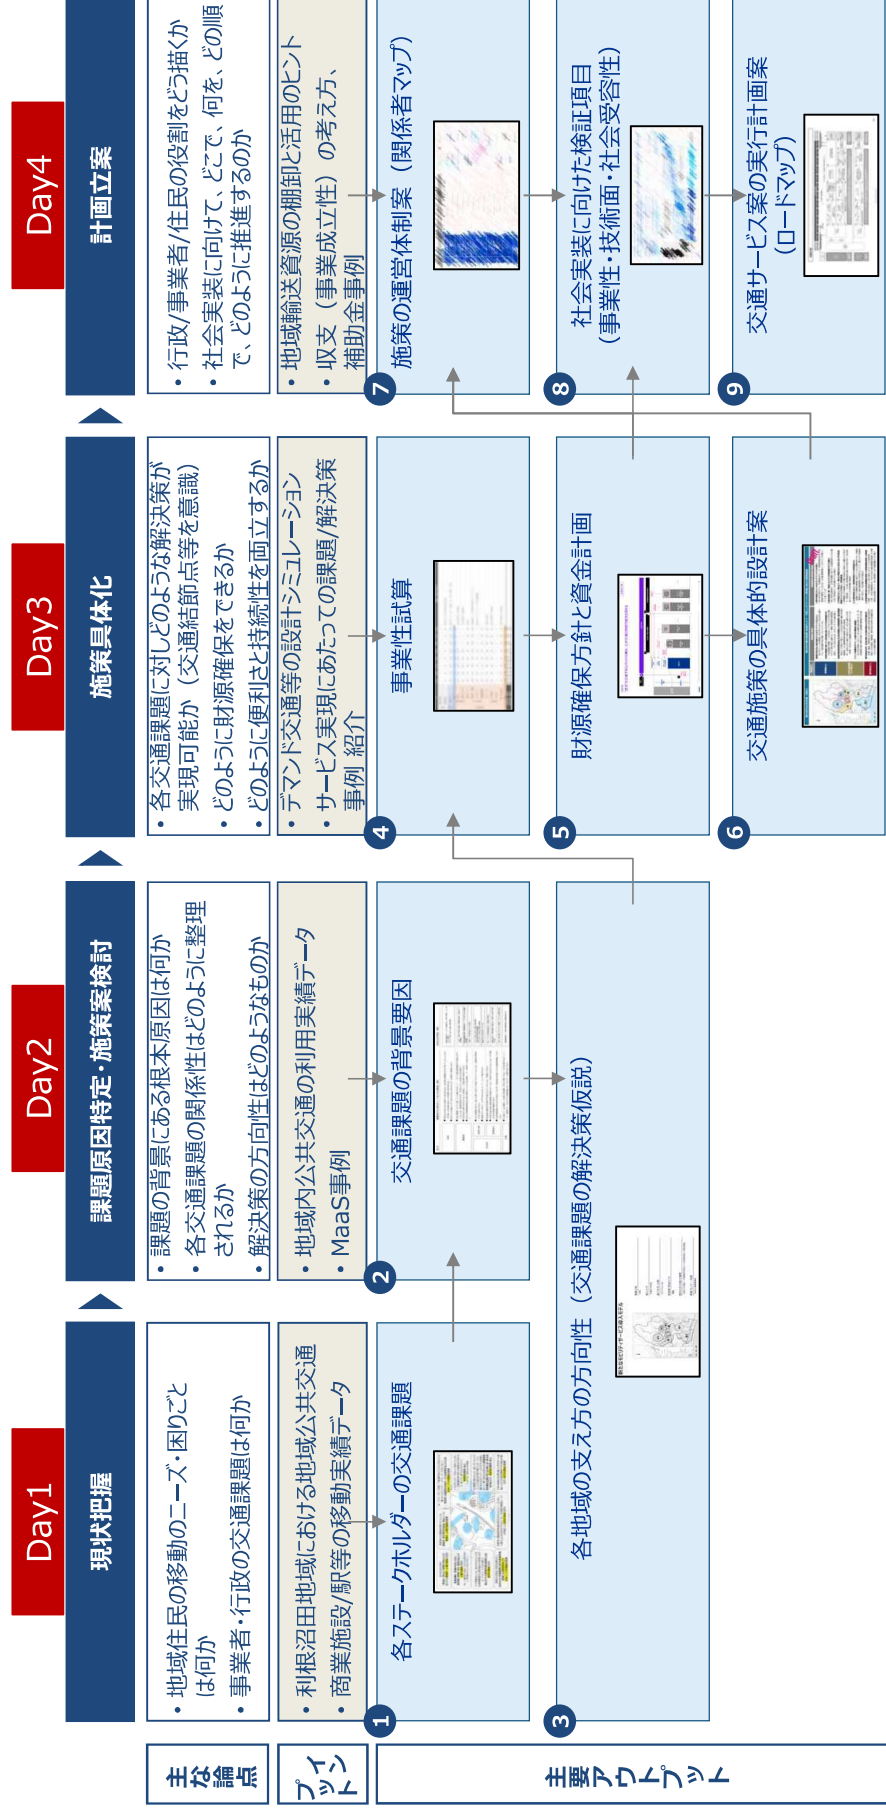 Day1
現状把握
Day2
課題原因特定・施策案検討
Day3
施策具体化
Day4
計画立案
主な論点
• 地域住民の移動のニーズ・困りごと
は何か
• 事業者・行政の交通課題は何か
• 課題の背景にある根本原因は何か
• 各交通課題の関係性はどのように整理
されるか
• 解決策の方向性はどのようなものか
• 各交通課題に対しどのような解決策が
実現可能か（交通結節点等を意識）
• どのように財源確保をできるか
• どのように便利さと持続性を両立するか
• 行政/事業者/住民の役割をどう描くか
• 社会実装に向けて、どこで、何を、どの順
で、どのように推進するのか
インプット
• 利根沼田地域における地域公共交通
• 商業施設/駅等の移動実績データ
• 地域内公共交通の利用実績データ
• MaaS事例
• デマンド交通等の設計シミュレーション
• サービス実現にあたっての課題/解決策
事例 紹介
• 地域輸送資源の棚卸と活用のヒント
• 収支（事業成立性）の考え方、
補助金事例
主要アウトプット
1
各ステークホルダーの交通課題
2
交通課題の背景要因
3
各地域の支え方の方向性（交通課題の解決策仮説）
新たなモビリティサービス導入モデル
4
事業性試算
5
財源確保方針と資金計画
6
交通施策の具体的設計案
7
施策の運営体制案（関係者マップ）
8
社会実装に向けた検証項目
（事業性・技術面・社会受容性）
9
交通サービス案の実行計画案
（ロードマップ）